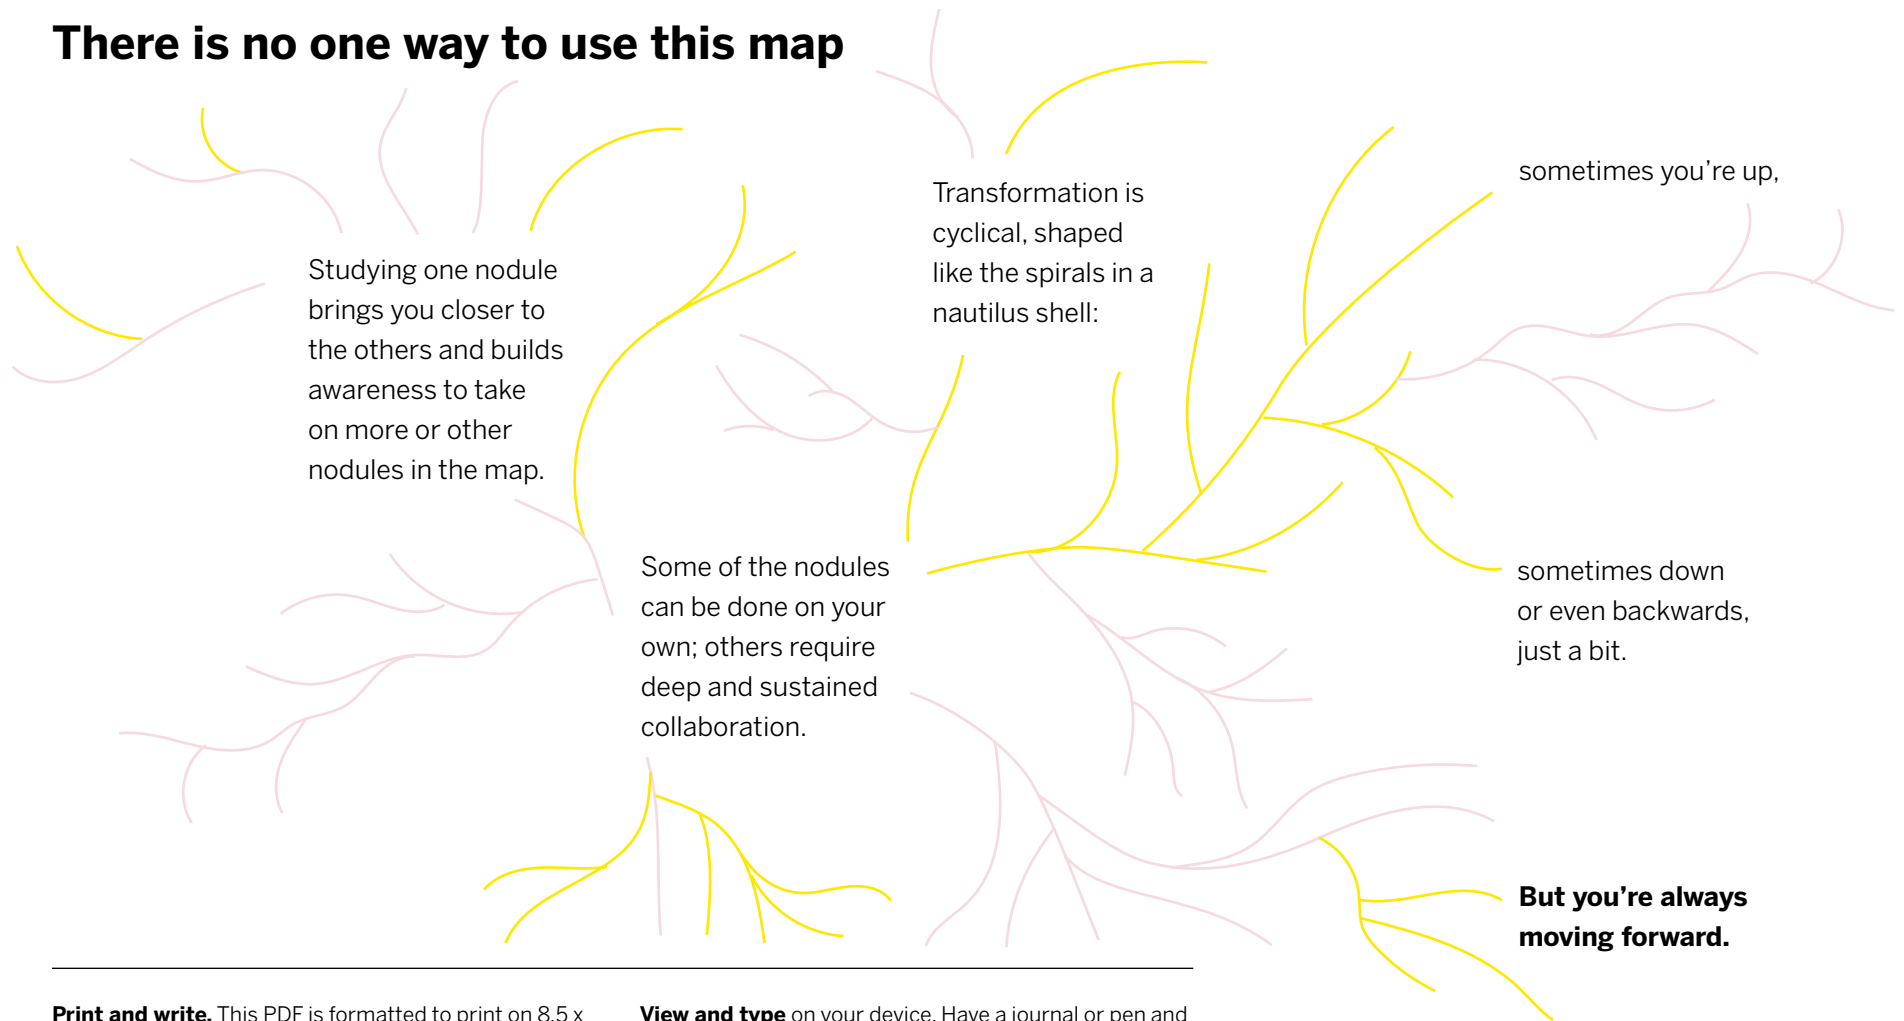 There is no one way to use this map
Studying one nodule
brings you closer to
the others and builds
awareness to take
on more or other
nodules in the map.
Some of the nodules
can be done on your
own; others require
deep and sustained
collaboration.
Transformation is
cyclical, shaped
like the spirals in a
nautilus shell:
sometimes you’re up,
sometimes down
or even backwards,
just a bit.
But you’re always
moving forward.
Print and write. This PDF is formatted to print on 8.5 x
View and type on your device. Have a journal or pen and